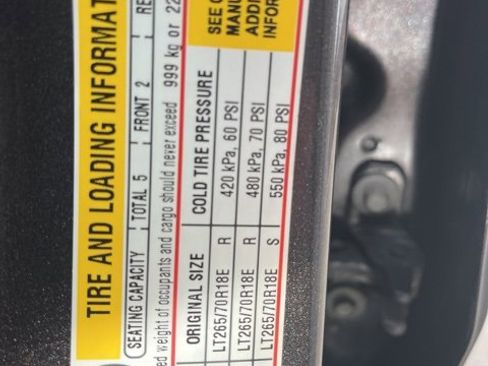 TIRE AND LOADING INFORMAT
SEATING CAPACITY TOTAL 5 FRONT 2 RE
ed weight of occupants and cargo should never exceed 999 kg or 22
ORIGINAL SIZE COLD TIRE PRESSURE SEE
LT265/70R18E R 420 kPa, 60 PSI MANU
LT265/70R18E R 480 kPa, 70 PSI ADDI
LT265/70R18E S 550 kPa, 80 PSI INFOR